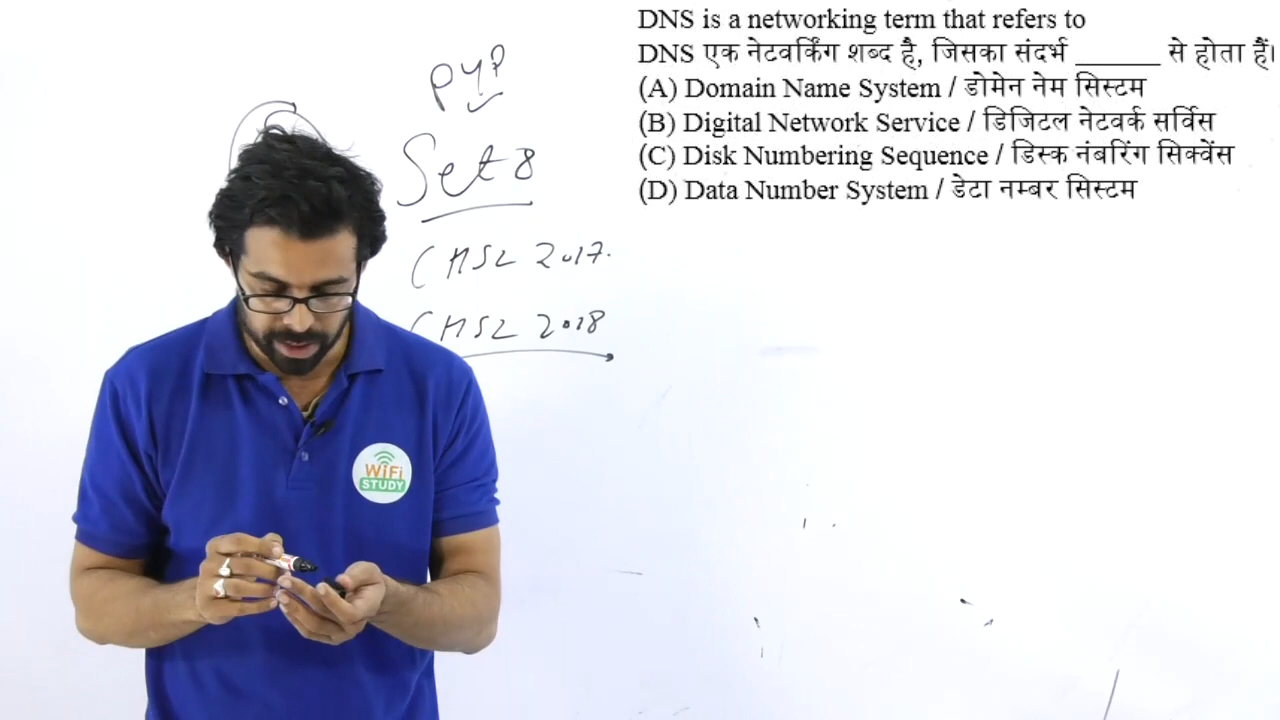 DNS is a networking term that refers to
DNS एक नेटवर्किंग शब्द है, जिसका संदर्भ ______ से होता हैं।
(A) Domain Name System / डोमेन नेम सिस्टम
(B) Digital Network Service / डिजिटल नेटवर्क सर्विस
(C) Disk Numbering Sequence / डिस्क नंबरिंग सिक्वेंस
(D) Data Number System / डेटा नम्बर सिस्टम
PYP
Set 8
CHSL 2017.
CHSL 2018
WiFi
STUDY